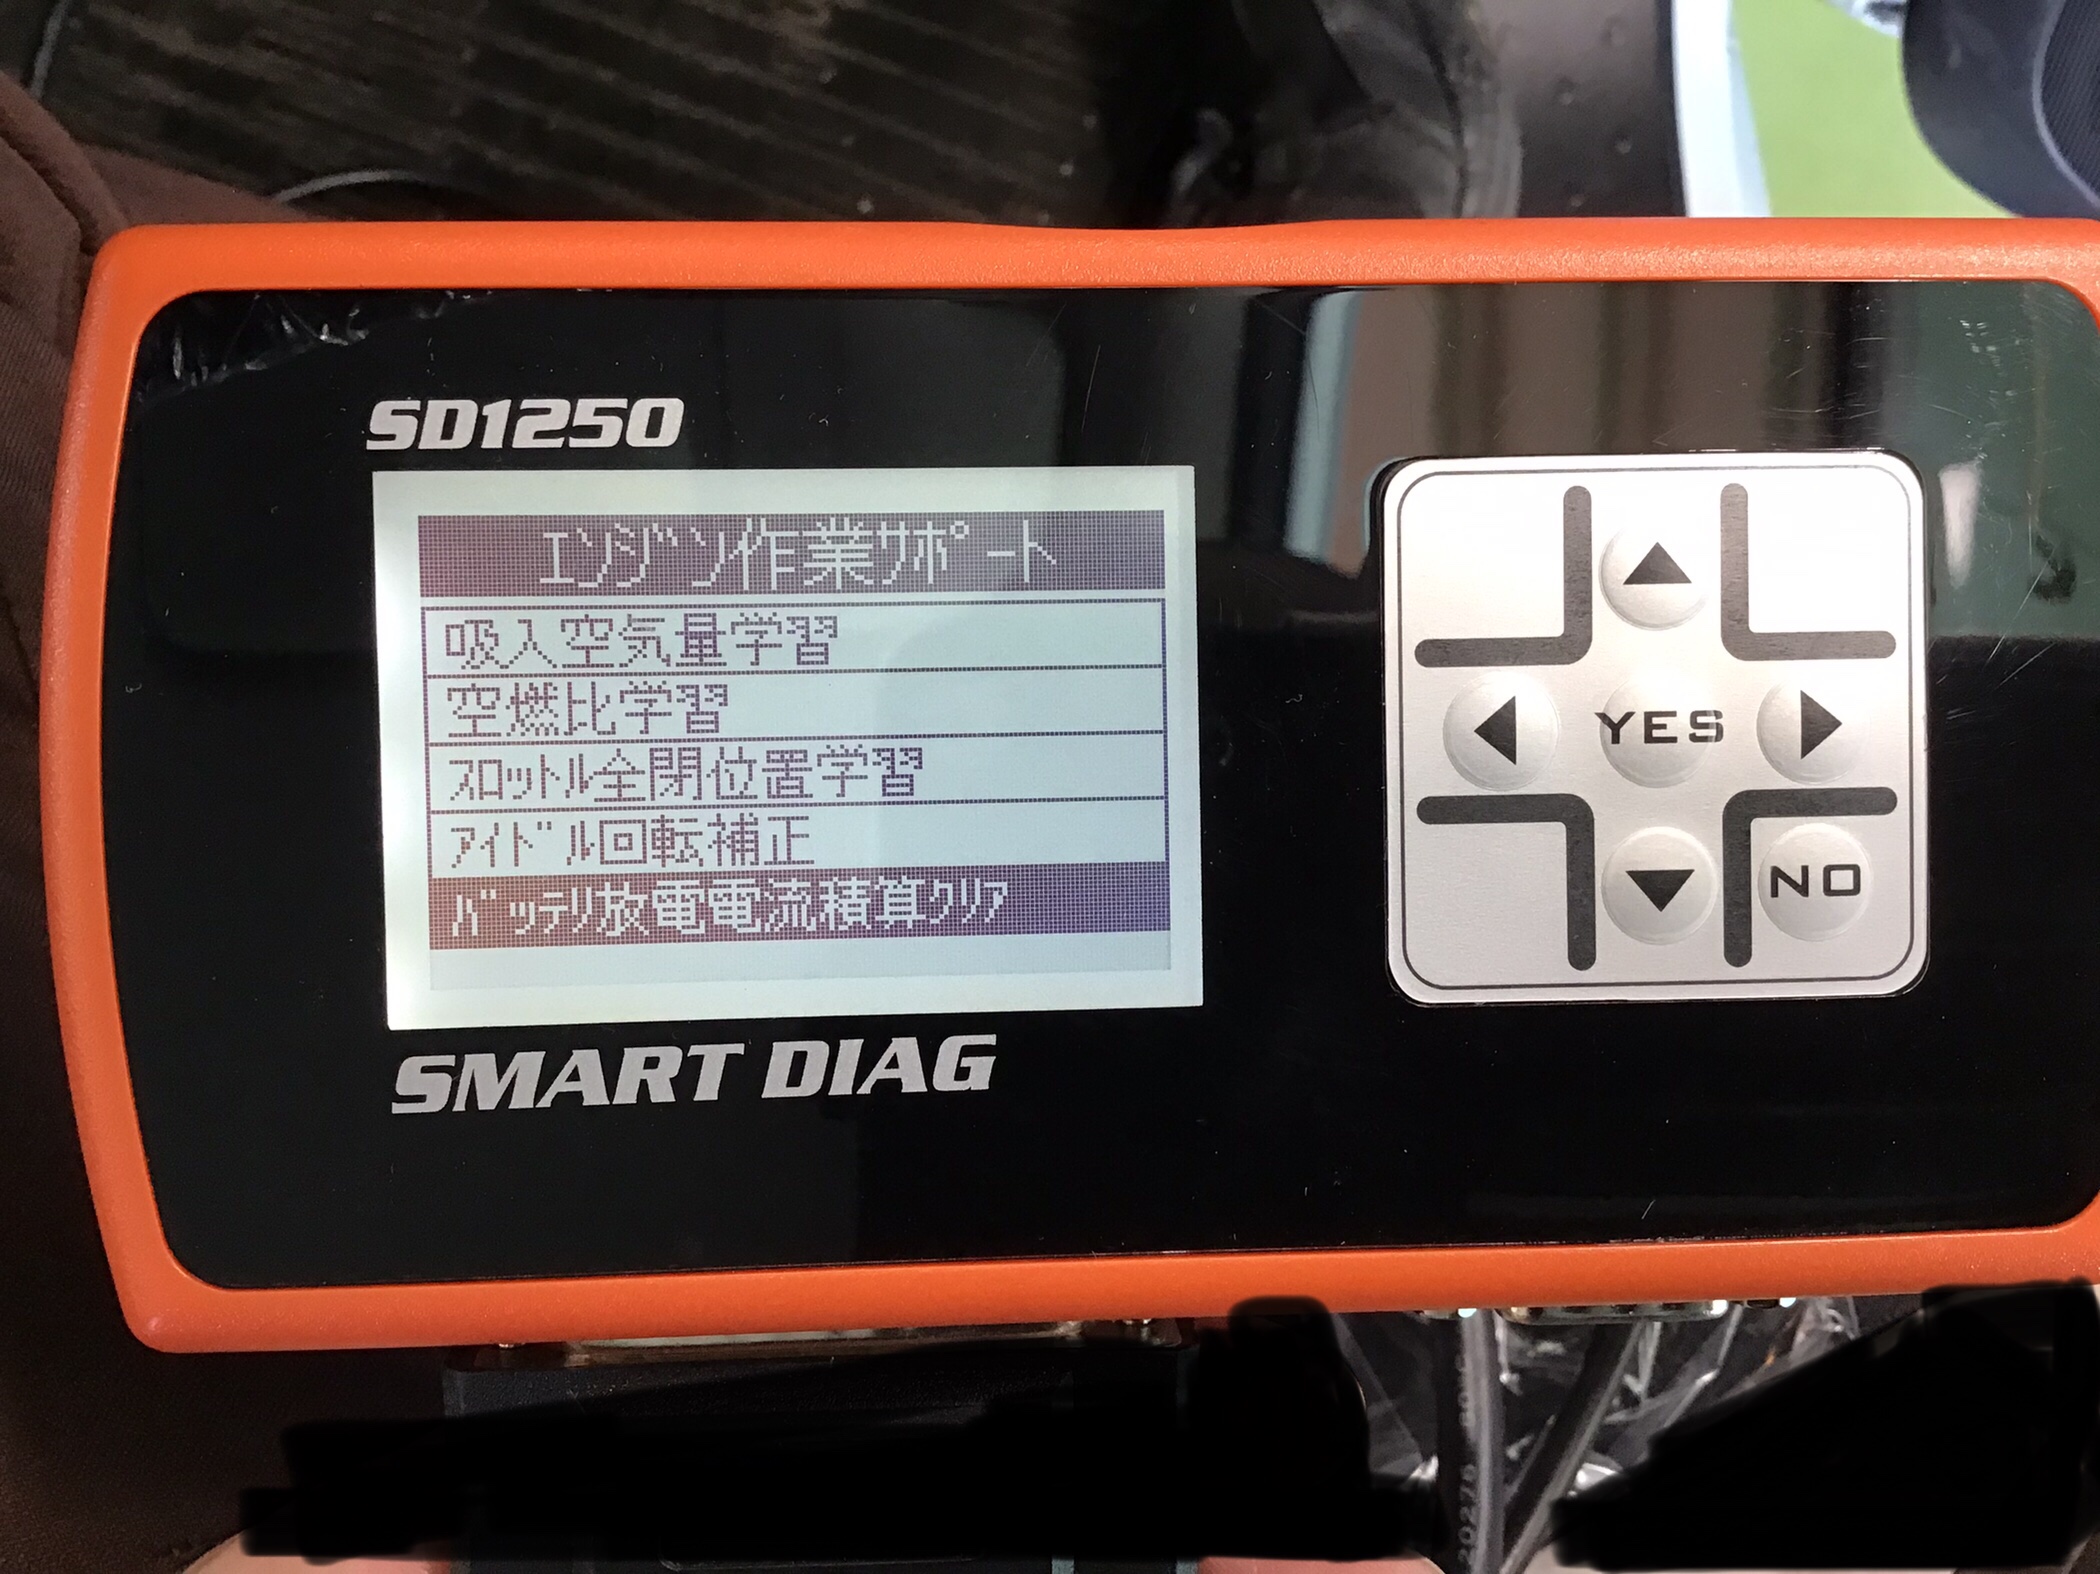 SD1250
ｴﾝｼﾞﾝ作業ｻﾎﾟｰﾄ
吸入空気量学習
空燃比学習
ｽﾛｯﾄﾙ全閉位置学習
ｱｲﾄﾞﾙ回転補正
ﾊﾞｯﾃﾘ放電電流積算ｸﾘｱ
SMART DIAG
YES
NO
20276